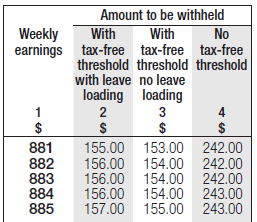 Amount to be withheld
Weekly earnings With tax-free threshold with leave loading With tax-free threshold no leave loading No tax-free threshold
1 2 3 4
$ $ $ $
881 155.00 153.00 242.00
882 156.00 154.00 242.00
883 156.00 154.00 242.00
884 156.00 154.00 243.00
885 157.00 155.00 243.00